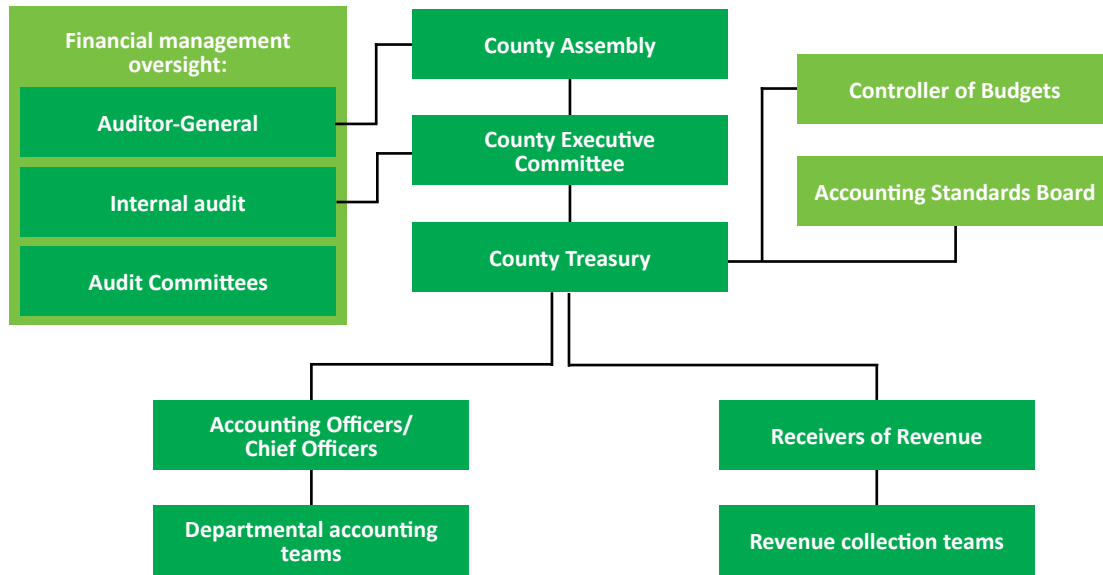 Financial management
oversight:
Auditor-General
Internal audit
Audit Committees
County Assembly
County Executive
Committee
County Treasury
Controller of Budgets
Accounting Standards Board
Accounting Officers/
Chief Officers
Departmental accounting
teams
Receivers of Revenue
Revenue collection teams